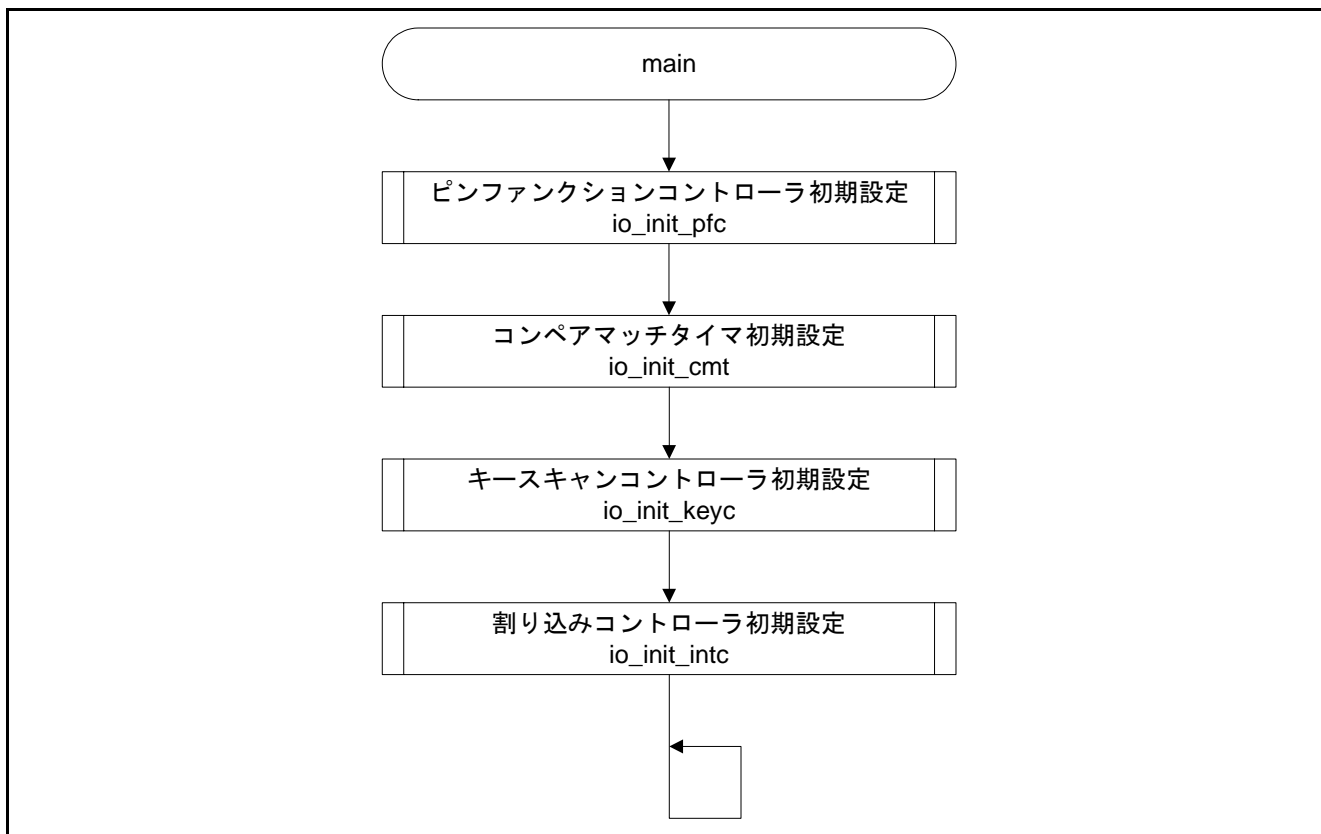 main
ピンファンクションコントローラ初期設定
io_init_pfc
コンペアマッチタイマ初期設定
io_init_cmt
キースキャンコントローラ初期設定
io_init_keyc
割り込みコントローラ初期設定
io_init_intc